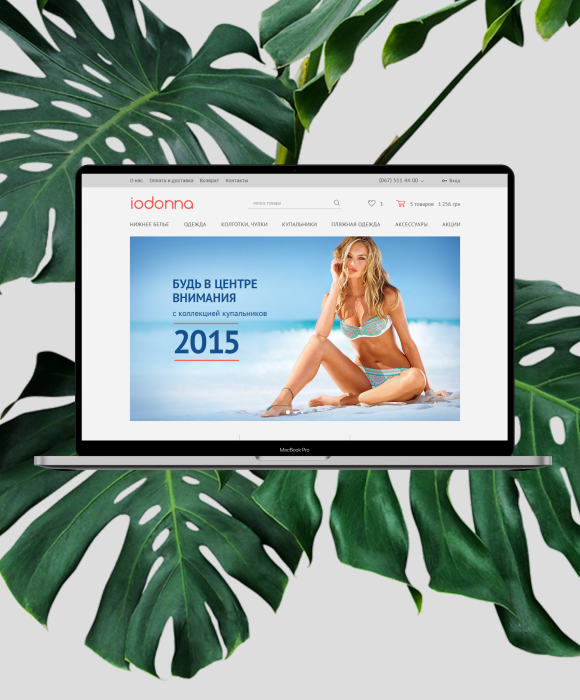 О нас Оплата и доставка Возврат Контакты (067) 511 44 00 Вход
iodonna поиск товара 3 5 товаров 1 256 грн
НИЖНЕЕ БЕЛЬЕ ОДЕЖДА КОЛГОТКИ, ЧУЛКИ КУПАЛЬНИКИ ПЛЯЖНАЯ ОДЕЖДА АКСЕССУАРЫ АКЦИИ
БУДЬ В ЦЕНТРЕ
ВНИМАНИЯ
с коллекцией купальников
2015
MacBook Pro